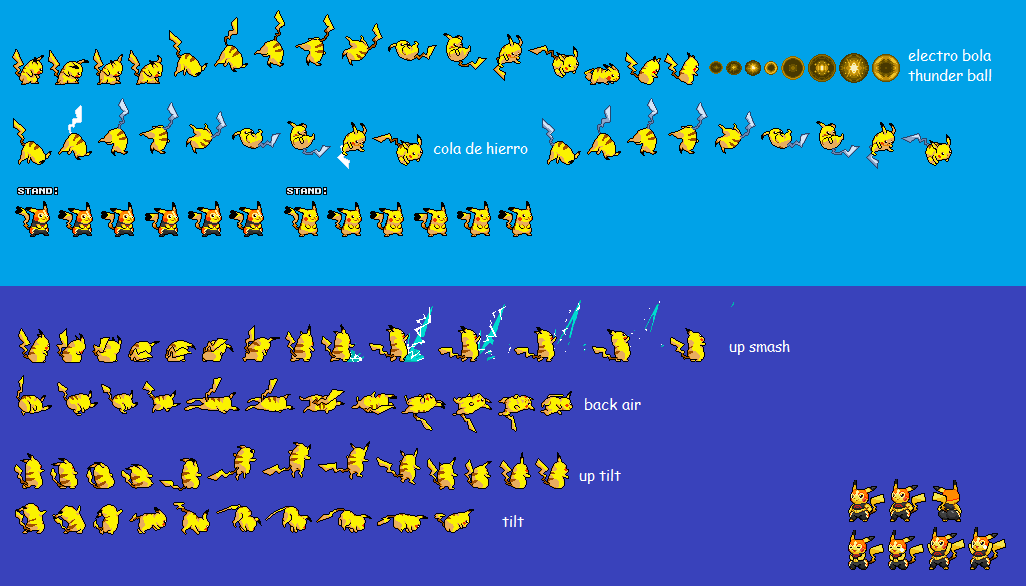 electro bola
thunder ball
cola de hierro
STAND:
STAND:
up smash
back air
up tilt
tilt